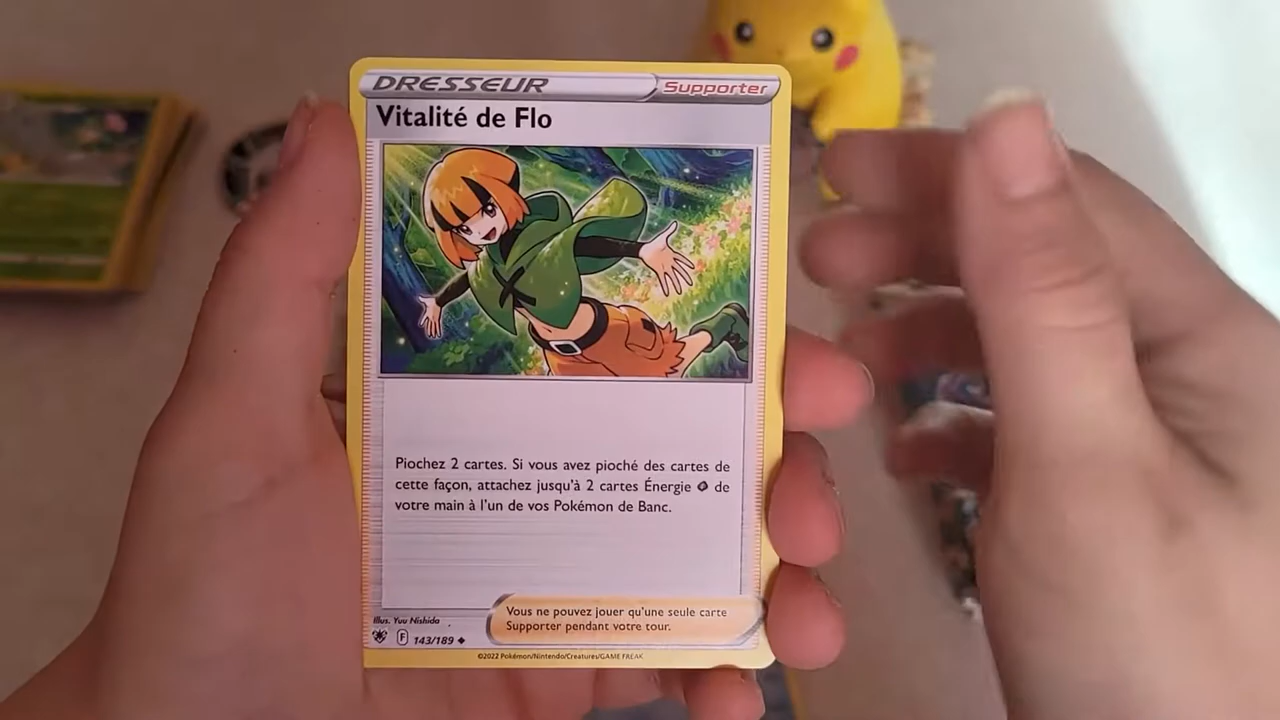 DRESSEUR
Supporter
Vitalité de Flo
Piochez 2 cartes. Si vous avez pioché des cartes de
cette façon, attachez jusqu'à 2 cartes Énergie de
votre main à l'un de vos Pokémon de Banc.
Vous ne pouvez jouer qu'une seule carte
Supporter pendant votre tour.
Illus. Yuu Nishida
F 143/189
©2022 Pokémon/Nintendo/Creatures/GAME FREAK